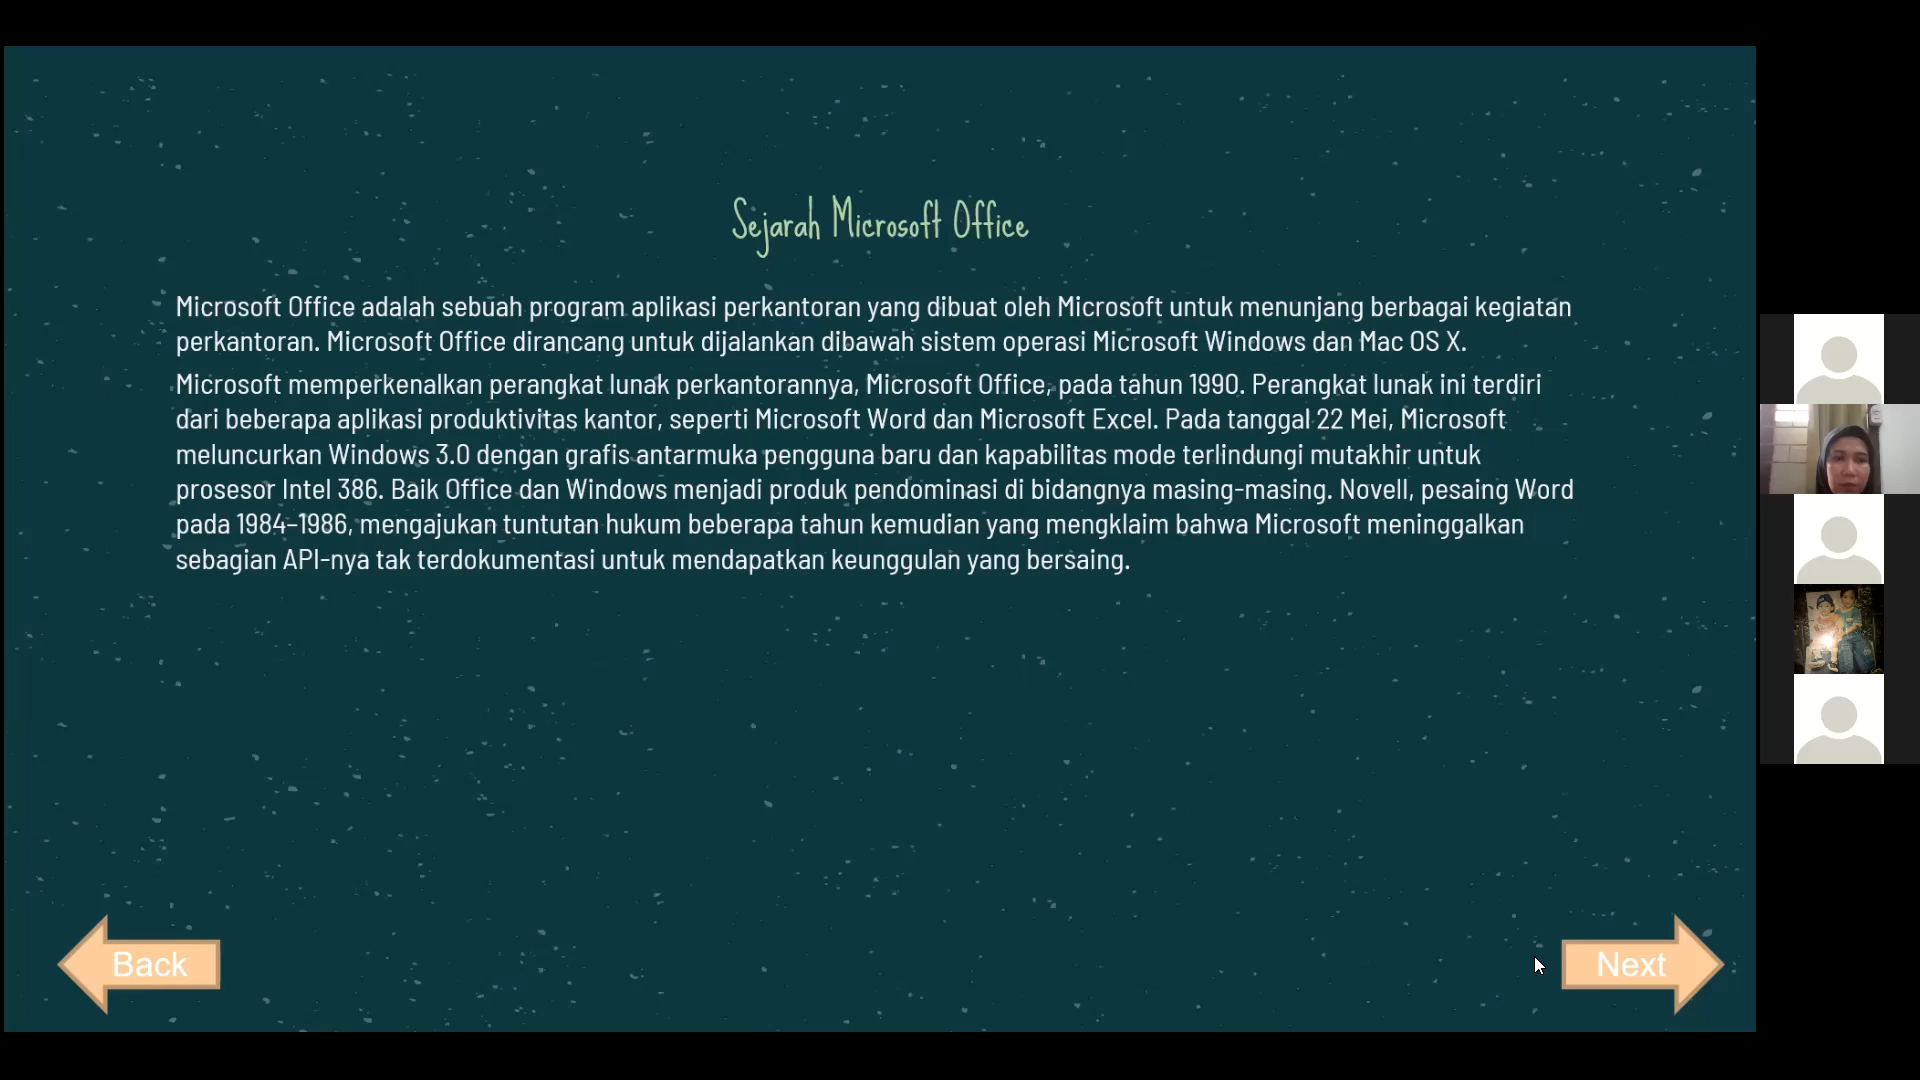 Sejarah Microsoft Office
Microsoft Office adalah sebuah program aplikasi perkantoran yang dibuat oleh Microsoft untuk menunjang berbagai kegiatan
perkantoran. Microsoft Office dirancang untuk dijalankan dibawah sistem operasi Microsoft Windows dan Mac OS X.
Microsoft memperkenalkan perangkat lunak perkantorannya, Microsoft Office, pada tahun 1990. Perangkat lunak ini terdiri
dari beberapa aplikasi produktivitas kantor, seperti Microsoft Word dan Microsoft Excel. Pada tanggal 22 Mei, Microsoft
meluncurkan Windows 3.0 dengan grafis antarmuka pengguna baru dan kapabilitas mode terlindungi mutakhir untuk
prosesor Intel 386. Baik Office dan Windows menjadi produk pendominasi di bidangnya masing-masing. Novell, pesaing Word
pada 1984–1986, mengajukan tuntutan hukum beberapa tahun kemudian yang mengklaim bahwa Microsoft meninggalkan
sebagian API-nya tak terdokumentasi untuk mendapatkan keunggulan yang bersaing.
Back
Next